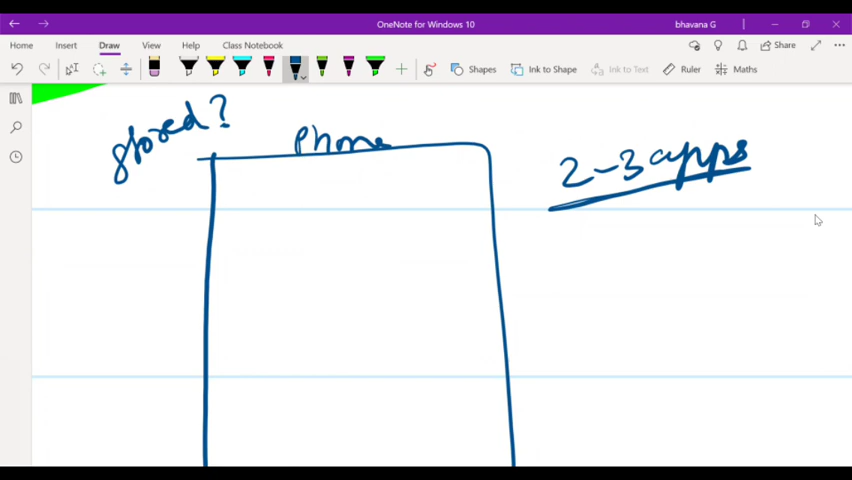 OneNote for Windows 10
bhavana G
Home Insert Draw View Help Class Notebook
Share
Shapes Ink to Shape Ink to Text Ruler Maths
stored?
Phone
2-3 apps